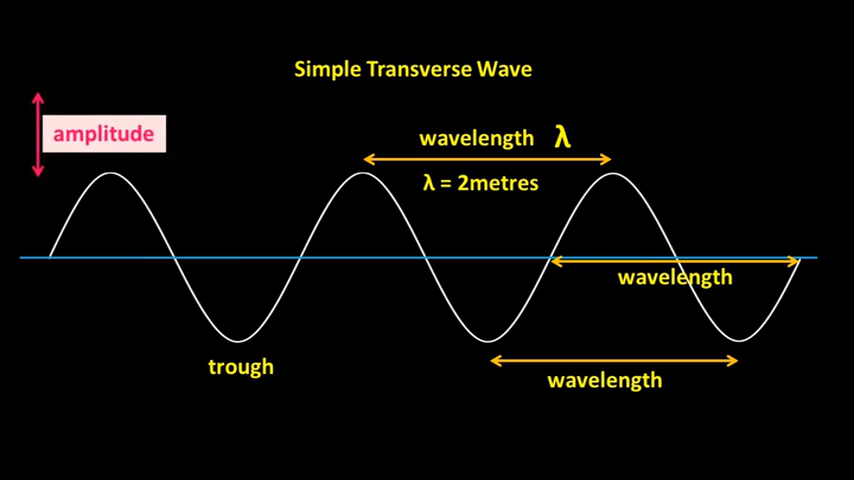 Simple Transverse Wave
amplitude
wavelength λ
λ = 2metres
wavelength
trough
wavelength